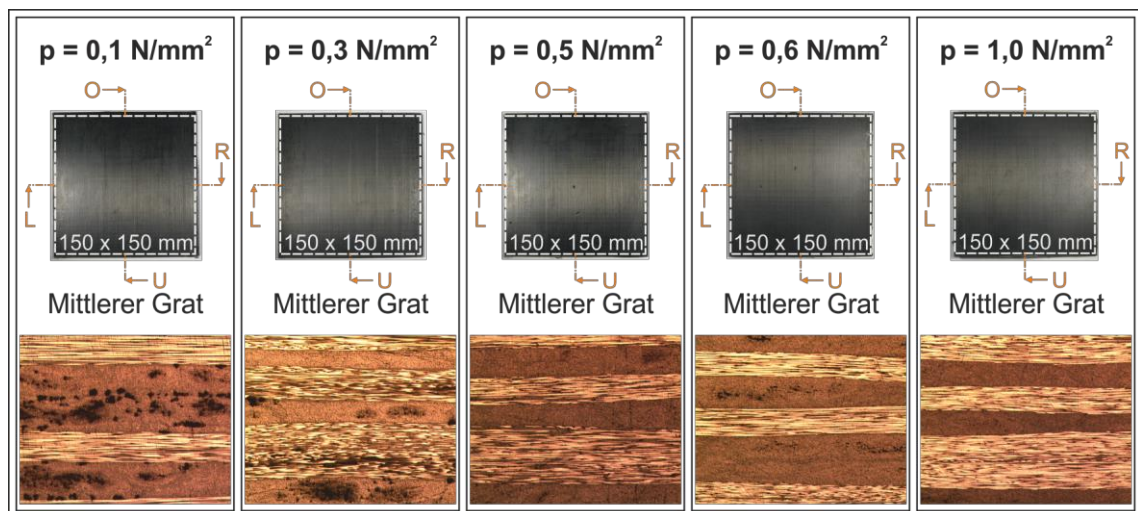 p = 0,1 N/mm²
O
R
L
150 x 150 mm
U
Mittlerer Grat
p = 0,3 N/mm²
O
R
L
150 x 150 mm
U
Mittlerer Grat
p = 0,5 N/mm²
O
R
L
150 x 150 mm
U
Mittlerer Grat
p = 0,6 N/mm²
O
R
L
150 x 150 mm
U
Mittlerer Grat
p = 1,0 N/mm²
O
R
L
150 x 150 mm
U
Mittlerer Grat